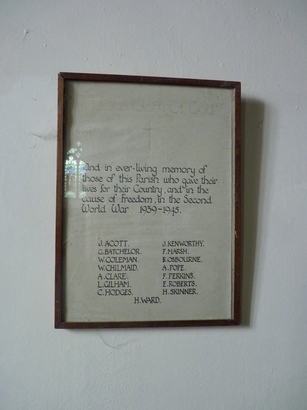 And in ever-living memory of
those of this Parish who gave their
lives for their Country, and in the
cause of Freedom, in the Second
World War 1939-1945.
J. ACOTT. J. KENWORTHY.
G. BATCHELOR. F. MARSH.
W. COLEMAN. K. OSBOURNE.
W. CHILMAID. A. POPE.
A. CLARE. F. PERKINS.
L. GILHAM. E. ROBERTS.
C. HODGES. H. SKINNER.
H. WARD.